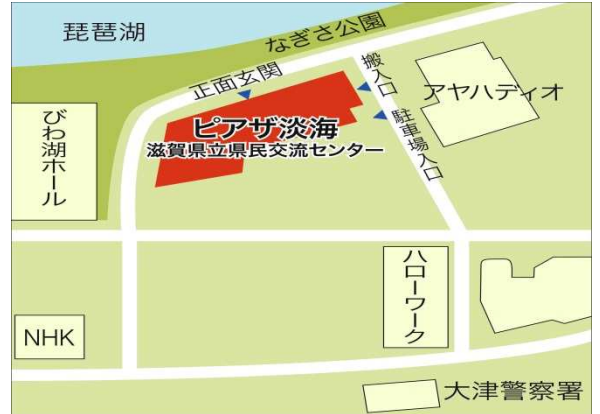 琵琶湖
なぎさ公園
正面玄関
搬入口
アヤハディオ
駐車場入口
びわ湖ホール
ピアザ淡海
滋賀県立県民交流センター
ハローワーク
NHK
大津警察署